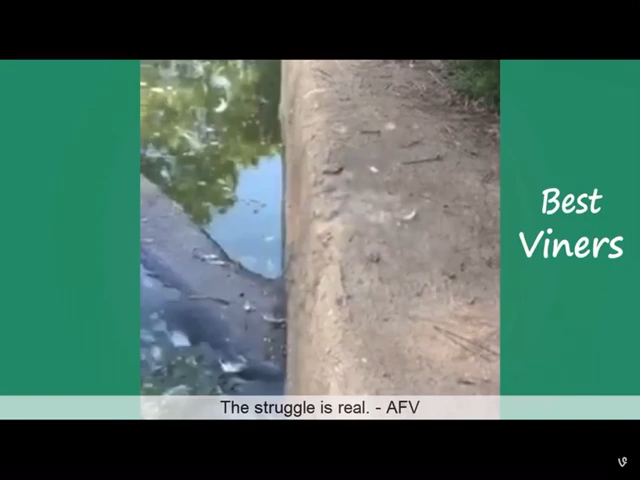 Best
Viners
The struggle is real. - AFV